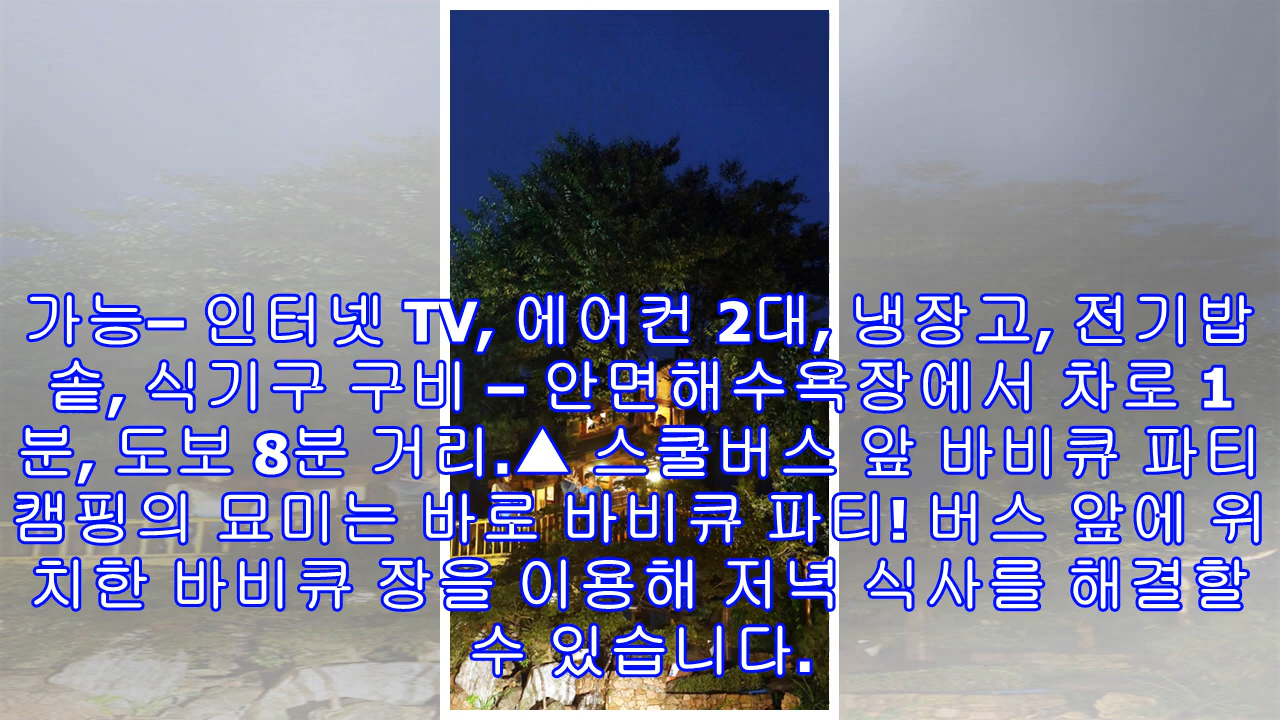 가능– 인터넷 TV, 에어컨 2대, 냉장고, 전기밥
솥, 식기구 구비 – 안면해수욕장에서 차로 1
분, 도보 8분 거리.▲ 스쿨버스 앞 바비큐 파티
캠핑의 묘미는 바로 바비큐 파티! 버스 앞에 위
치한 바비큐 장을 이용해 저녁 식사를 해결할
수 있습니다.